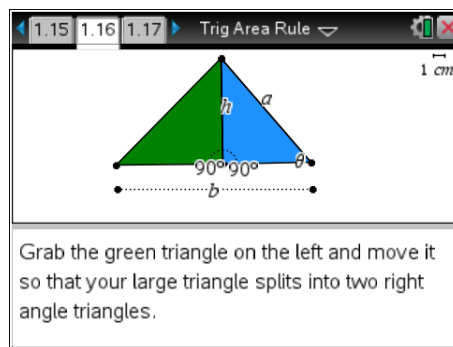 1.15 1.16 1.17 Trig Area Rule
1 cm
h a
90° 90° θ
b
Grab the green triangle on the left and move it
so that your large triangle splits into two right
angle triangles.